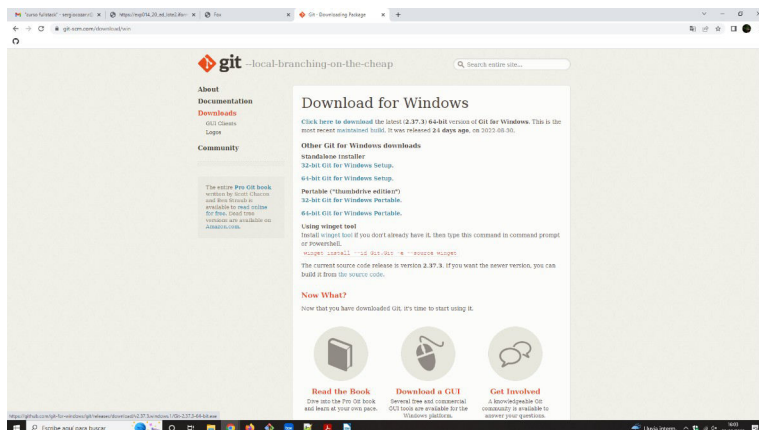 Git - Downloading Package
git-scm.com/download/win
git --local-branching-on-the-cheap
Search entire site...
About
Documentation
Downloads
GUI Clients
Logos
Community
The entire Pro Git book
written by Scott Chacon
and Ben Straub is
available to read online
for free. Dead tree
versions are available on
Amazon.com.
Download for Windows
Click here to download the latest (2.37.3) 64-bit version of Git for Windows. This is the
most recent maintained build. It was released 24 days ago, on 2022-08-30.
Other Git for Windows downloads
Standalone Installer
32-bit Git for Windows Setup.
64-bit Git for Windows Setup.
Portable ("thumbdrive edition")
32-bit Git for Windows Portable.
64-bit Git for Windows Portable.
Using winget tool
Install winget tool if you don't already have it, then type this command in command prompt
or Powershell.
winget install --id Git.Git -e --source winget
The current source code release is version 2.37.3. If you want the newer version, you can
build it from the source code.
Now What?
Now that you have downloaded Git, it's time to start using it.
Read the Book
Dive into the Pro Git book
and learn at your own pace.
Download a GUI
Several free and commercial
GUI tools are available for the
Windows platform.
Get Involved
A knowledgeable Git
community is available to
answer your questions.
Escribe aquí para buscar
16:03